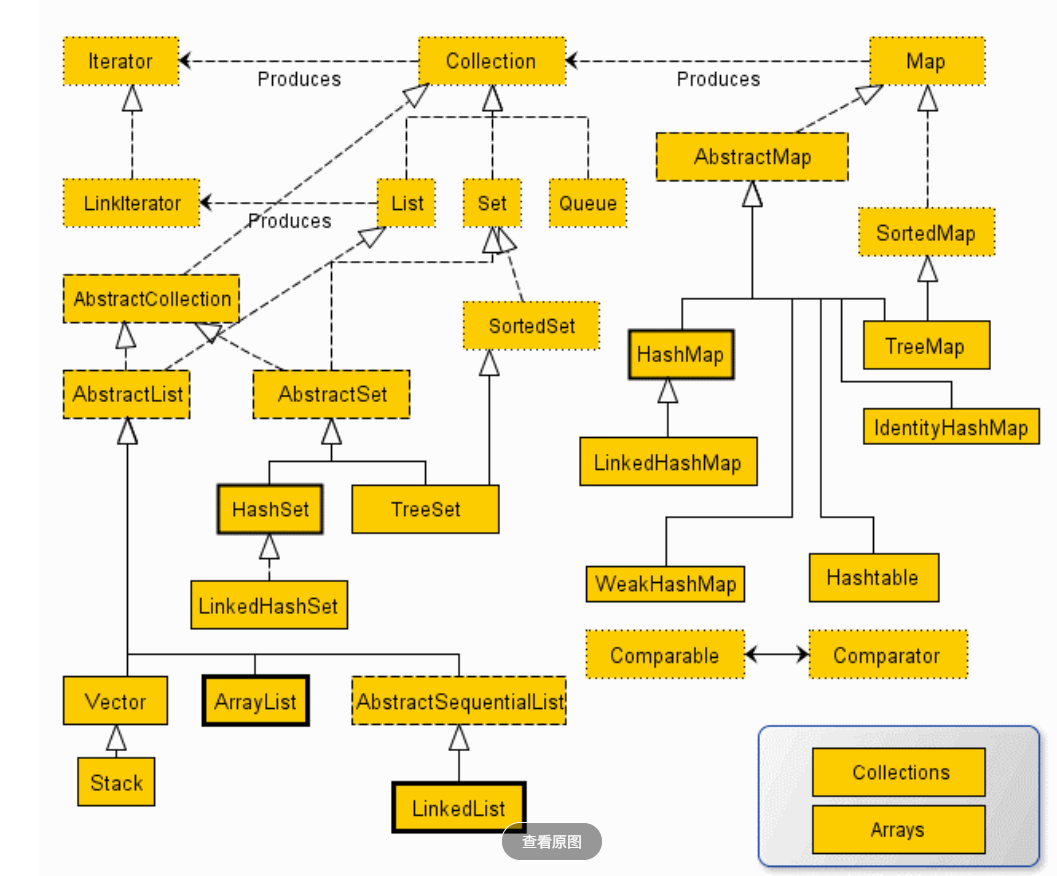 Iterator
Collection
Map
Produces
Produces
AbstractMap
LinkIterator
List
Set
Queue
Produces
SortedMap
AbstractCollection
SortedSet
HashMap
TreeMap
AbstractList
AbstractSet
IdentityHashMap
LinkedHashMap
HashSet
TreeSet
WeakHashMap
Hashtable
LinkedHashSet
Comparable
Comparator
Vector
ArrayList
AbstractSequentialList
Stack
Collections
LinkedList
Arrays
查看原图